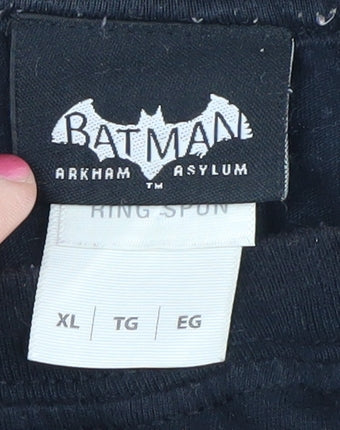 BATMAN
ARKHAM ASYLUM
TM
RING SPUN
XL | TG | EG